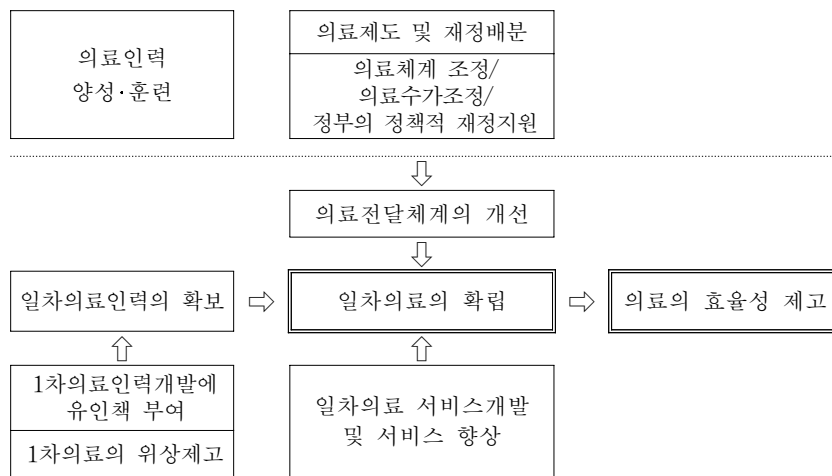 의료인력
양성·훈련
의료제도 및 재정배분
의료체계 조정/
의료수가조정/
정부의 정책적 재정지원
의료전달체계의 개선
일차의료인력의 확보
일차의료의 확립
의료의 효율성 제고
1차의료인력개발에
유인책 부여
1차의료의 위상제고
일차의료 서비스개발
및 서비스 향상